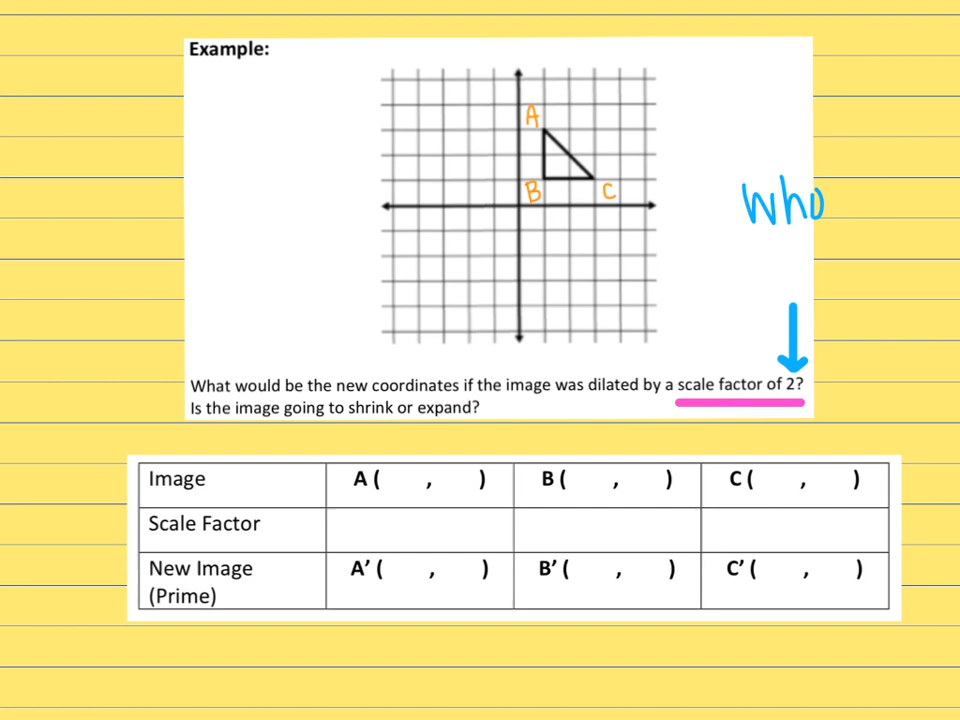 Example:
A
B
C
who
What would be the new coordinates if the image was dilated by a scale factor of 2?
Is the image going to shrink or expand?
Image A ( , ) B ( , ) C ( , )
Scale Factor
New Image A’ ( , ) B’ ( , ) C’ ( , )
(Prime)